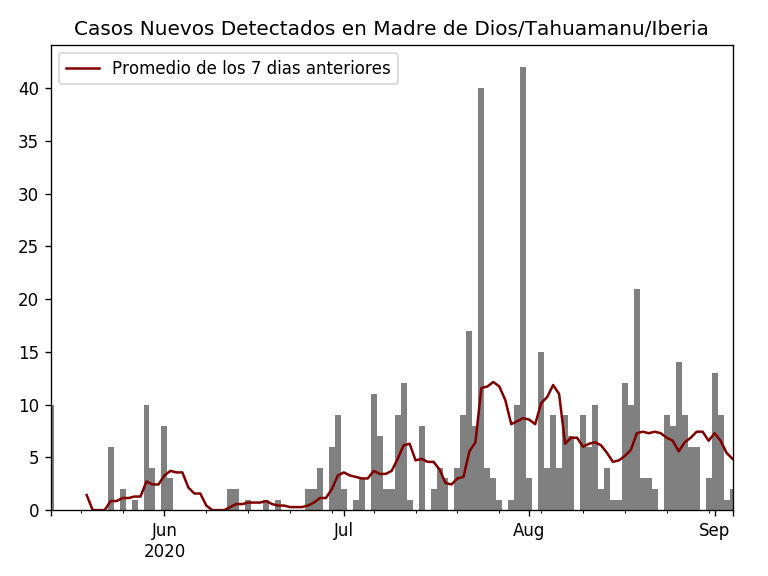 Casos Nuevos Detectados en Madre de Dios/Tahuamanu/Iberia
Promedio de los 7 dias anteriores
40
35
30
25
20
15
10
5
0
Jun
2020
Jul
Aug
Sep